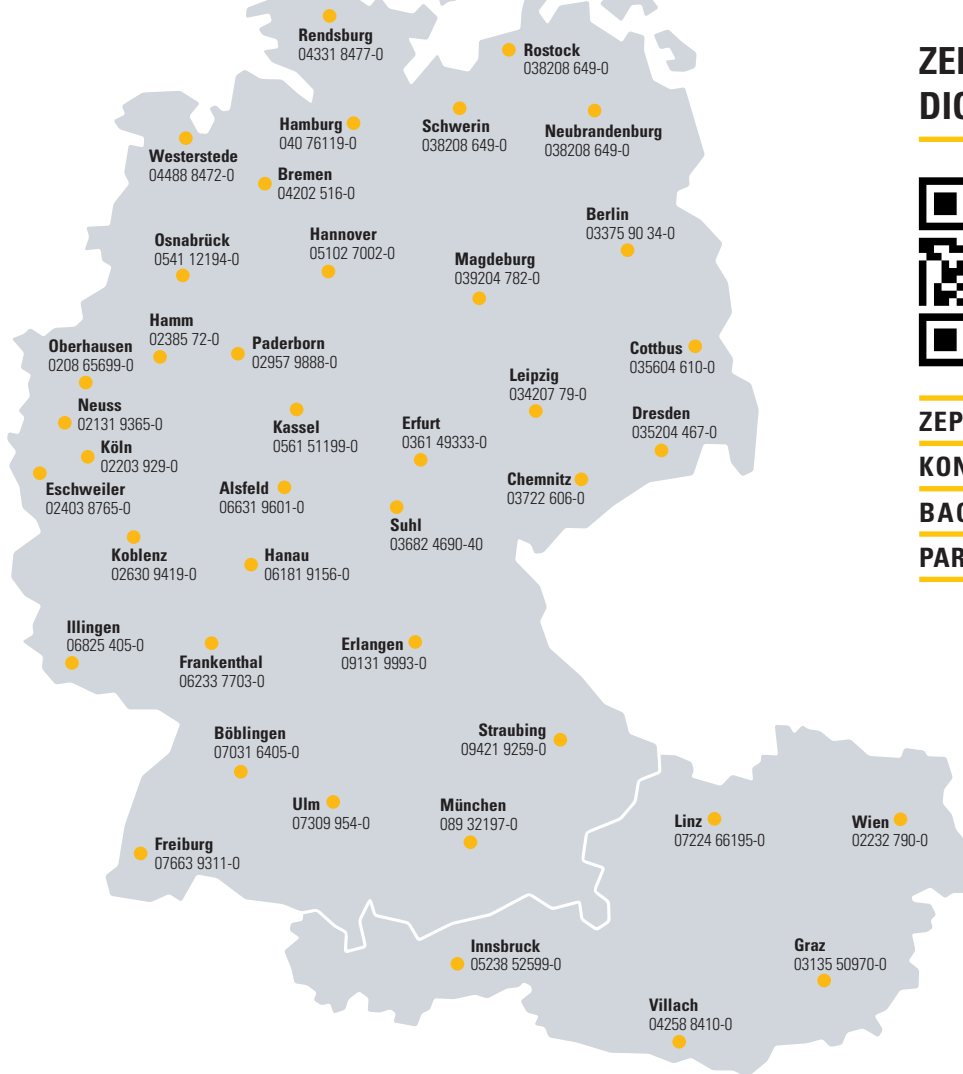 Rendsburg
04331 8477-0
Rostock
038208 649-0
Hamburg
040 76119-0
Schwerin
038208 649-0
Neubrandenburg
038208 649-0
Westerstede
04488 8472-0
Bremen
04202 516-0
Berlin
03375 90 34-0
Osnabrück
0541 12194-0
Hannover
05102 7002-0
Magdeburg
039204 782-0
Hamm
02385 72-0
Oberhausen
0208 65699-0
Paderborn
02957 9888-0
Cottbus
035604 610-0
Leipzig
034207 79-0
Neuss
02131 9365-0
Kassel
0561 51199-0
Erfurt
0361 49333-0
Dresden
035204 467-0
Köln
02203 929-0
Eschweiler
02403 8765-0
Alsfeld
06631 9601-0
Chemnitz
03722 606-0
Suhl
03682 4690-40
Koblenz
02630 9419-0
Hanau
06181 9156-0
Illingen
06825 405-0
Frankenthal
06233 7703-0
Erlangen
09131 9993-0
Böblingen
07031 6405-0
Straubing
09421 9259-0
Ulm
07309 954-0
München
089 32197-0
Freiburg
07663 9311-0
Linz
07224 66195-0
Wien
02232 790-0
Innsbruck
05238 52599-0
Graz
03135 50970-0
Villach
04258 8410-0
ZEP
KON
PAR